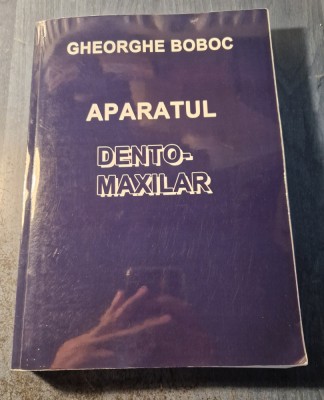 GHEORGHE BOBOC
APARATUL
DENTO-
MAXILAR